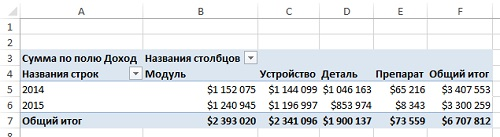 A B C D E F
1
2
3 Сумма по полю Доход Названия столбцов
4 Названия строк Модуль Устройство Деталь Препарат Общий итог
5 2014 $1 152 075 $1 144 099 $1 046 163 $65 216 $3 407 553
6 2015 $1 240 945 $1 196 997 $853 974 $8 343 $3 300 259
7 Общий итог $2 393 020 $2 341 096 $1 900 137 $73 559 $6 707 812